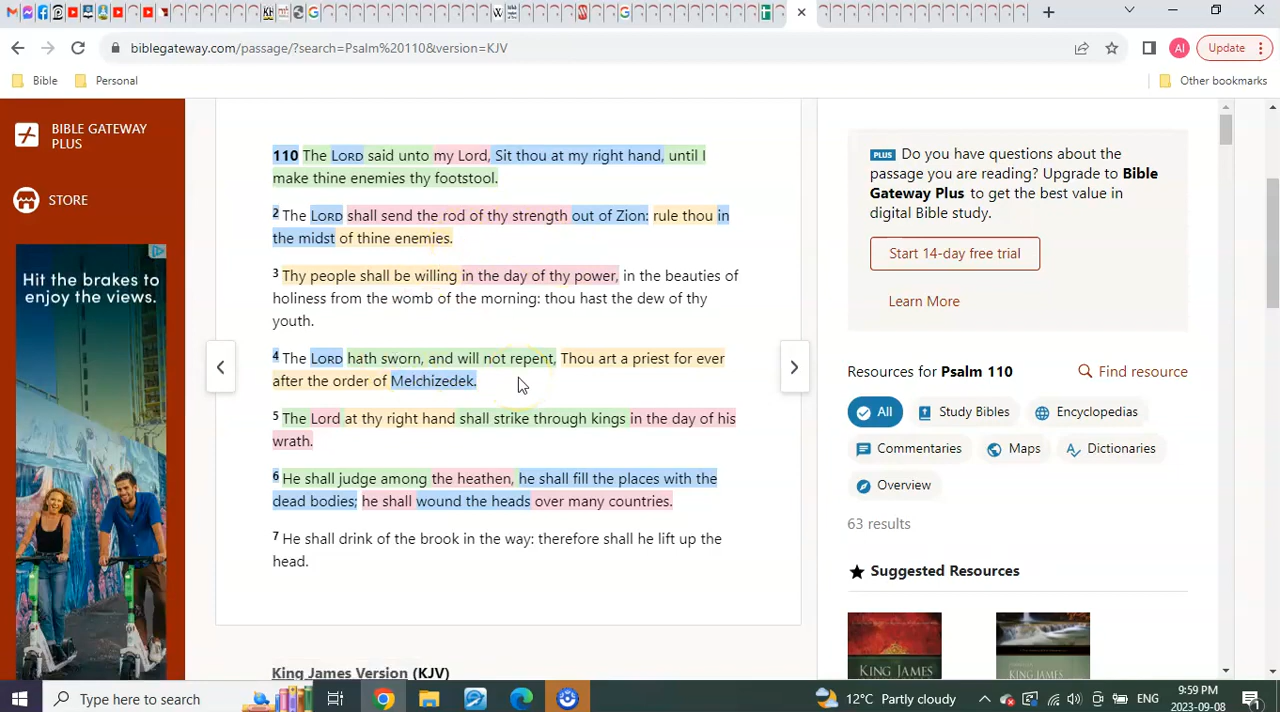 biblegateway.com/passage/?search=Psalm%20110&version=KJV
AI
Update
Bible
Personal
Other bookmarks
BIBLE GATEWAY
PLUS
STORE
Hit the brakes to
enjoy the views.
110 The LORD said unto my Lord, Sit thou at my right hand, until I
make thine enemies thy footstool.
2 The LORD shall send the rod of thy strength out of Zion: rule thou in
the midst of thine enemies.
3 Thy people shall be willing in the day of thy power, in the beauties of
holiness from the womb of the morning: thou hast the dew of thy
youth.
4 The LORD hath sworn, and will not repent, Thou art a priest for ever
after the order of Melchizedek.
5 The Lord at thy right hand shall strike through kings in the day of his
wrath.
6 He shall judge among the heathen, he shall fill the places with the
dead bodies; he shall wound the heads over many countries.
7 He shall drink of the brook in the way: therefore shall he lift up the
head.
King James Version (KJV)
PLUS Do you have questions about the
passage you are reading? Upgrade to Bible
Gateway Plus to get the best value in
digital Bible study.
Start 14-day free trial
Learn More
Resources for Psalm 110
Find resource
All
Study Bibles
Encyclopedias
Commentaries
Maps
Dictionaries
Overview
63 results
Suggested Resources
KING JAMES
KING JAMES
Type here to search
12°C Partly cloudy
ENG
9:59 PM
2023-09-08
1